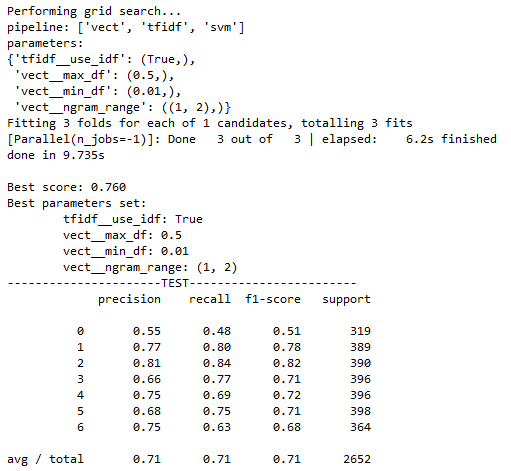 Performing grid search...
pipeline: ['vect', 'tfidf', 'svm']
parameters:
{'tfidf__use_idf': (True,),
 'vect__max_df': (0.5,),
 'vect__min_df': (0.01,),
 'vect__ngram_range': ((1, 2),)}
Fitting 3 folds for each of 1 candidates, totalling 3 fits
[Parallel(n_jobs=-1)]: Done   3 out of   3 | elapsed:    6.2s finished
done in 9.735s

Best score: 0.760
Best parameters set:
        tfidf__use_idf: True
        vect__max_df: 0.5
        vect__min_df: 0.01
        vect__ngram_range: (1, 2)
----------------------TEST------------------------
             precision    recall  f1-score   support

          0       0.55      0.48      0.51       319
          1       0.77      0.80      0.78       389
          2       0.81      0.84      0.82       390
          3       0.66      0.77      0.71       396
          4       0.75      0.69      0.72       396
          5       0.68      0.75      0.71       398
          6       0.75      0.63      0.68       364

avg / total       0.71      0.71      0.71      2652